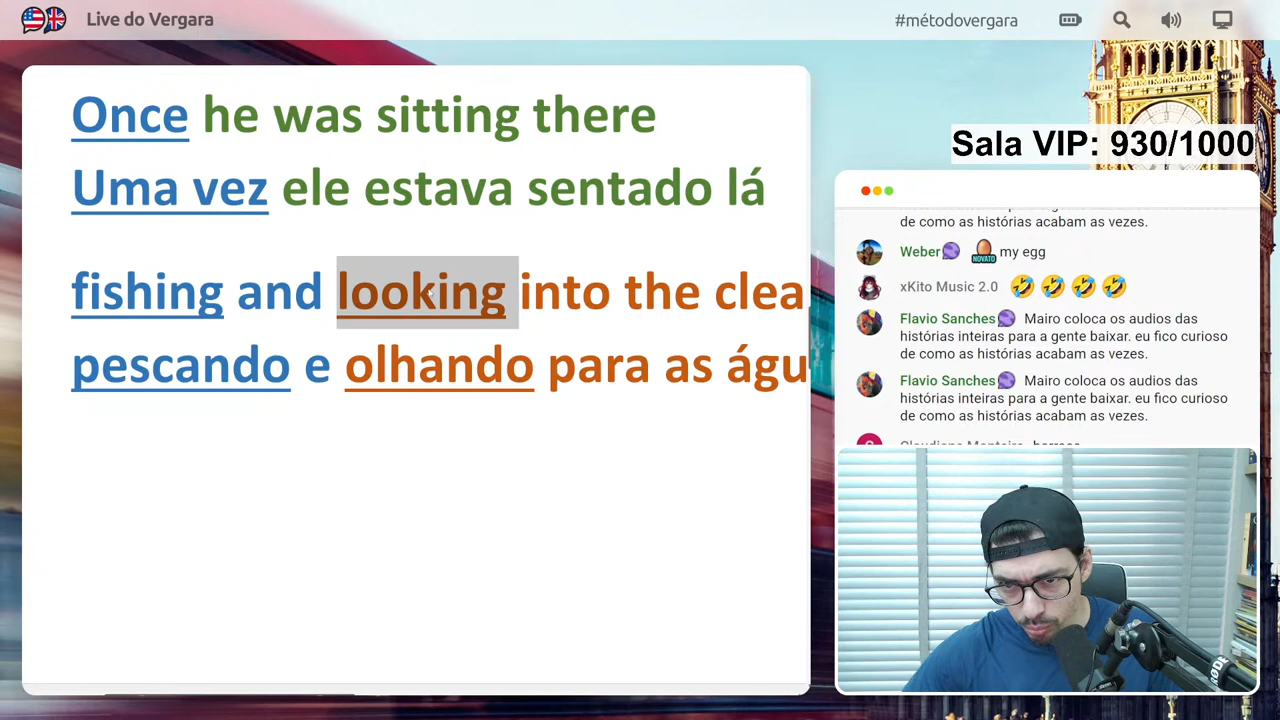 Live do Vergara
#métodovergara
Once he was sitting there
Uma vez ele estava sentado lá
fishing and looking into the clea
pescando e olhando para as águ
Sala VIP: 930/1000
de como as histórias acabam as vezes.
Weber NOVATO my egg
xKito Music 2.0
Flavio Sanches Mairo coloca os audios das
histórias inteiras para a gente baixar. eu fico curioso
de como as histórias acabam as vezes.
Flavio Sanches Mairo coloca os audios das
histórias inteiras para a gente baixar. eu fico curioso
de como as histórias acabam as vezes.
RØDE